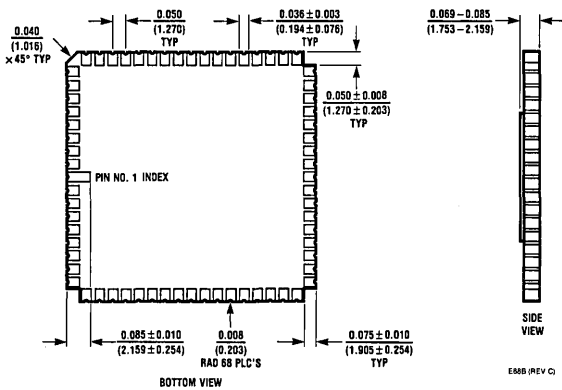 0.040
(1.016)
× 45° TYP
0.050
(1.270)
TYP
0.036 ± 0.003
(0.194 ± 0.076)
TYP
0.069 – 0.085
(1.753 – 2.159)
0.050 ± 0.008
(1.270 ± 0.203)
TYP
PIN NO. 1 INDEX
0.085 ± 0.010
(2.159 ± 0.254)
0.008
(0.203)
RAD 68 PLC'S
0.075 ± 0.010
(1.905 ± 0.254)
TYP
BOTTOM VIEW
SIDE
VIEW
E68B (REV C)